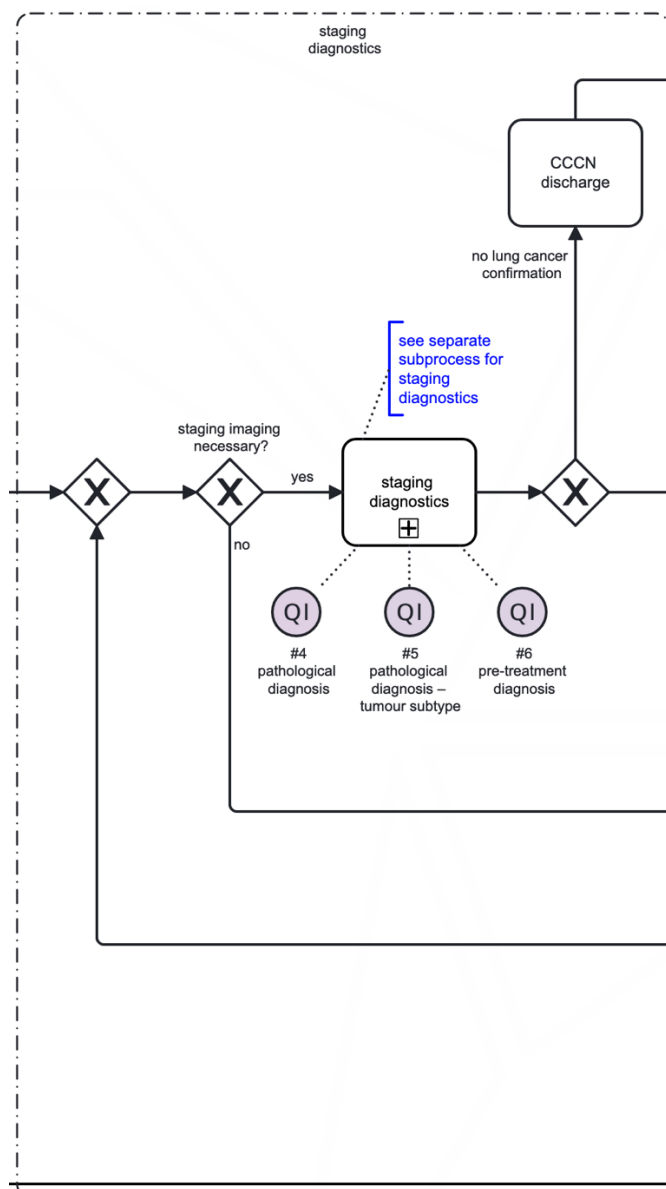 staging
diagnostics
CCCN
discharge
no lung cancer
confirmation
see separate
subprocess for
staging
diagnostics
staging imaging
necessary?
X
X
yes
staging
diagnostics
X
no
QI
QI
QI
#4
pathological
diagnosis
#5
pathological
diagnosis –
tumour subtype
#6
pre-treatment
diagnosis